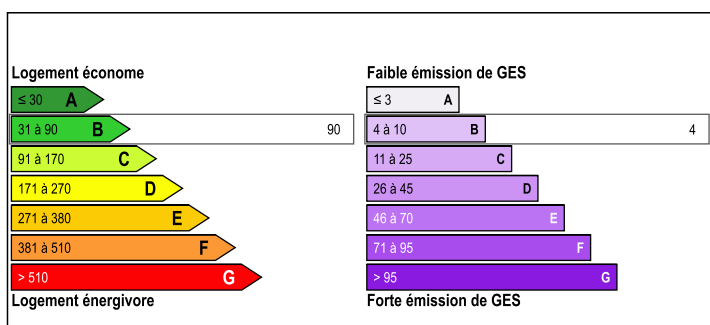 Logement économe
≤ 30 A
31 à 90 B 90
91 à 170 C
171 à 270 D
271 à 380 E
381 à 510 F
> 510 G
Logement énergivore
Faible émission de GES
≤ 3 A
4 à 10 B 4
11 à 25 C
26 à 45 D
46 à 70 E
71 à 95 F
> 95 G
Forte émission de GES